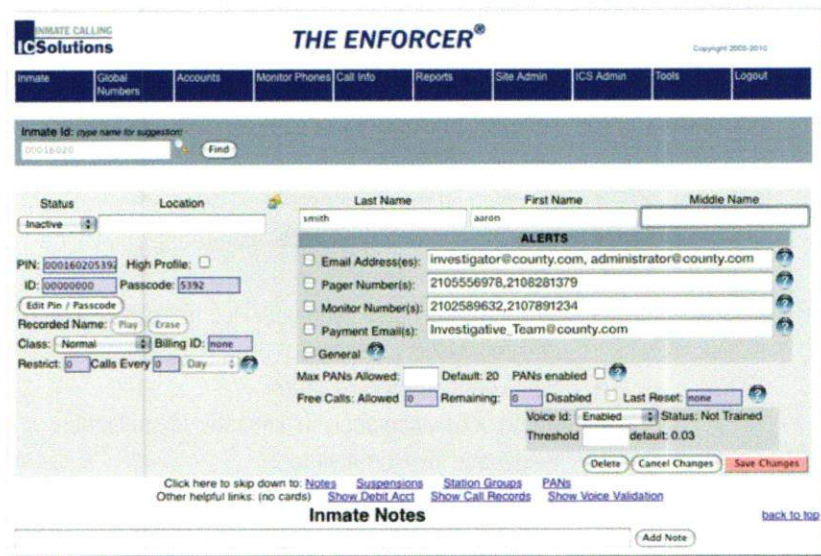 INMATE CALLING
ICSolutions
THE ENFORCER®
Copyright 2005-2010
Inmate Global Numbers Accounts Monitor Phones Call Info Reports Site Admin ICS Admin Tools Logout
Inmate Id: (type name for suggestion)
00016020 Find
Status Location Last Name First Name Middle Name
Inactive smith aaron
ALERTS
PIN: 00016020539 High Profile: Email Address(es): investigator@county.com, administrator@county.com
ID: 00000000 Passcode: 5392 Pager Number(s): 2105556978,2108281379
Edit Pin / Passcode Monitor Number(s): 2102589632,2107891234
Recorded Name: Play Erase Payment Email(s): Investigative_Team@county.com
Class: Normal Billing ID: none General
Restrict: 0 Calls Every 0 Day Max PANs Allowed: Default: 20 PANs enabled
Free Calls: Allowed 0 Remaining: 0 Disabled Last Reset: none
Voice Id: Enabled Status: Not Trained
Threshold default: 0.03
Delete Cancel Changes Save Changes
Click here to skip down to: Notes Suspensions Station Groups PANs
Other helpful links: (no cards) Show Debit Acct Show Call Records Show Voice Validation
Inmate Notes back to top
Add Note